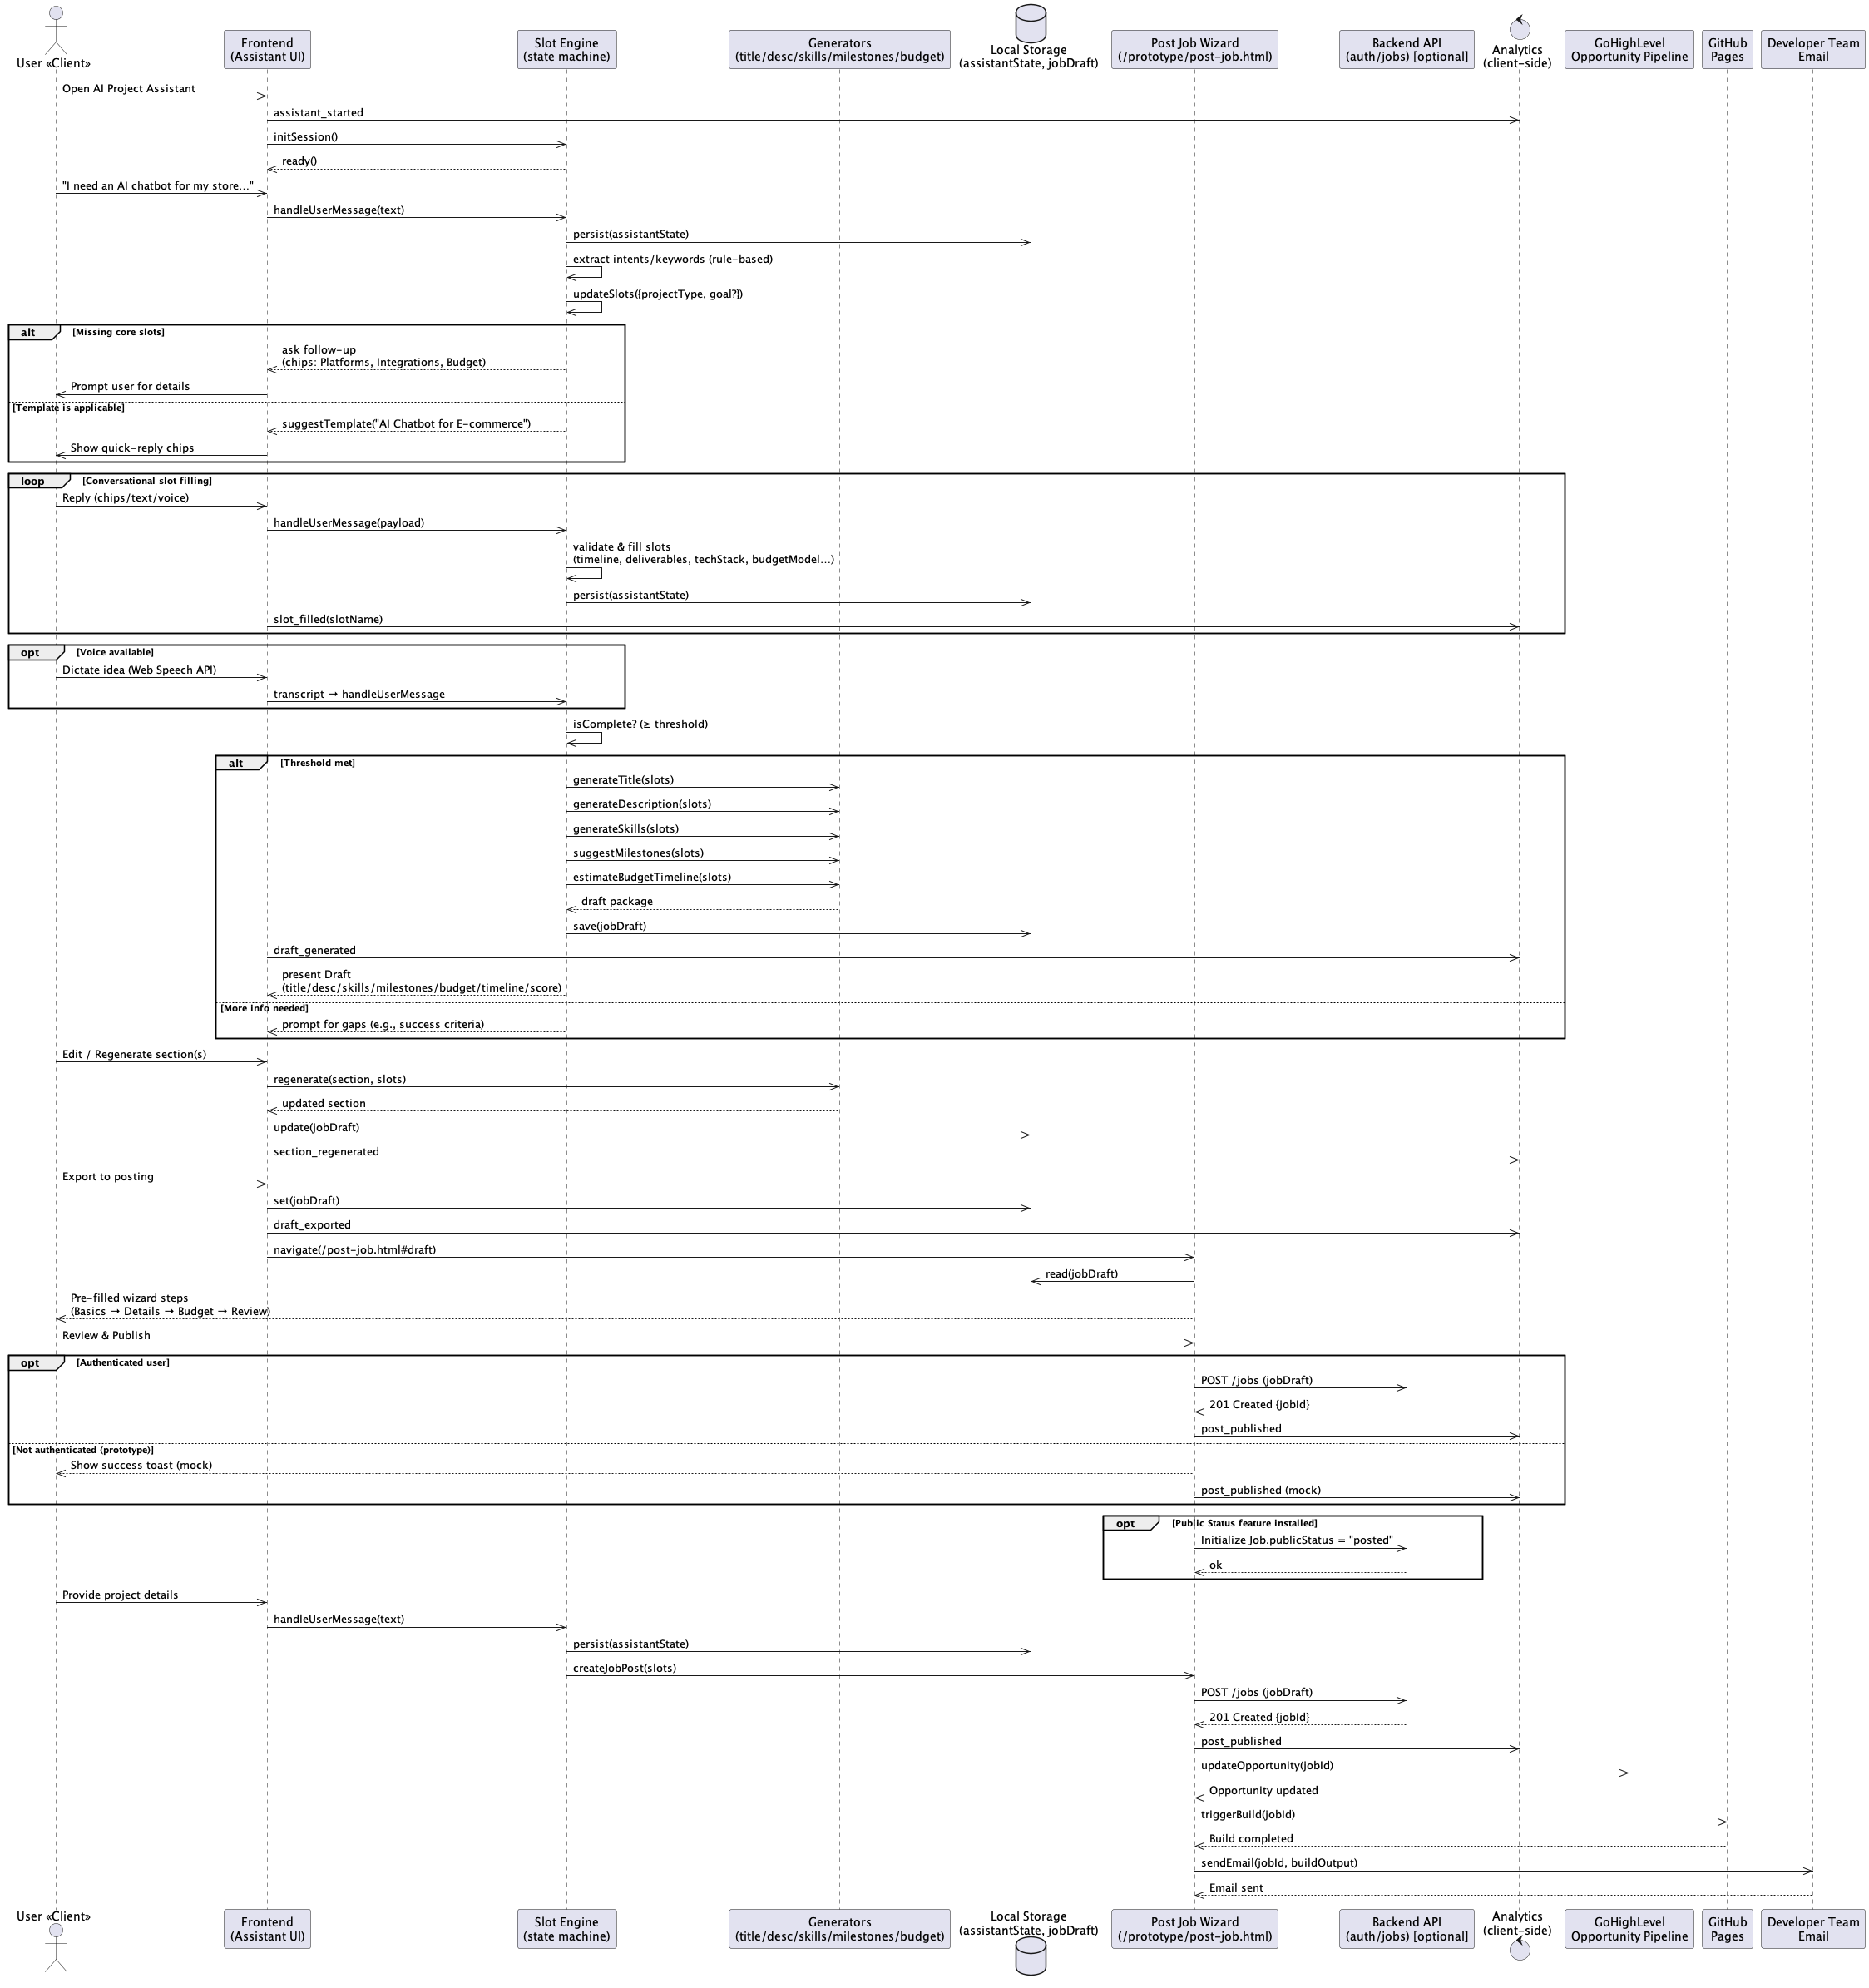 User «Client»
Frontend
(Assistant UI)
Slot Engine
(state machine)
Generators
(title/desc/skills/milestones/budget)
Local Storage
(assistantState, jobDraft)
Post Job Wizard
(/prototype/post-job.html)
Backend API
(auth/jobs) [optional]
Analytics
(client-side)
GoHighLevel
Opportunity Pipeline
GitHub
Pages
Developer Team
Email
Open AI Project Assistant
assistant_started
initSession()
ready()
"I need an AI chatbot for my store..."
handleUserMessage(text)
persist(assistantState)
extract intents/keywords (rule-based)
updateSlots({projectType, goal?})
alt [Missing core slots]
ask follow-up
(chips: Platforms, Integrations, Budget)
Prompt user for details
[Template is applicable]
suggestTemplate("AI Chatbot for E-commerce")
Show quick-reply chips
loop [Conversational slot filling]
Reply (chips/text/voice)
handleUserMessage(payload)
validate & fill slots
(timeline, deliverables, techStack, budgetModel...)
persist(assistantState)
slot_filled(slotName)
opt [Voice available]
Dictate idea (Web Speech API)
transcript → handleUserMessage
isComplete? (≥ threshold)
alt [Threshold met]
generateTitle(slots)
generateDescription(slots)
generateSkills(slots)
suggestMilestones(slots)
estimateBudgetTimeline(slots)
draft package
save(jobDraft)
draft_generated
present Draft
(title/desc/skills/milestones/budget/timeline/score)
[More info needed]
prompt for gaps (e.g., success criteria)
Edit / Regenerate section(s)
regenerate(section, slots)
updated section
update(jobDraft)
section_regenerated
Export to posting
set(jobDraft)
draft_exported
navigate(/post-job.html#draft)
read(jobDraft)
Pre-filled wizard steps
(Basics → Details → Budget → Review)
Review & Publish
opt [Authenticated user]
POST /jobs (jobDraft)
201 Created {jobId}
post_published
[Not authenticated (prototype)]
Show success toast (mock)
post_published (mock)
opt [Public Status feature installed]
Initialize Job.publicStatus = "posted"
ok
Provide project details
handleUserMessage(text)
persist(assistantState)
createJobPost(slots)
POST /jobs (jobDraft)
201 Created {jobId}
post_published
updateOpportunity(jobId)
Opportunity updated
triggerBuild(jobId)
Build completed
sendEmail(jobId, buildOutput)
Email sent
User «Client»
Frontend
(Assistant UI)
Slot Engine
(state machine)
Generators
(title/desc/skills/milestones/budget)
Local Storage
(assistantState, jobDraft)
Post Job Wizard
(/prototype/post-job.html)
Backend API
(auth/jobs) [optional]
Analytics
(client-side)
GoHighLevel
Opportunity Pipeline
GitHub
Pages
Developer Team
Email